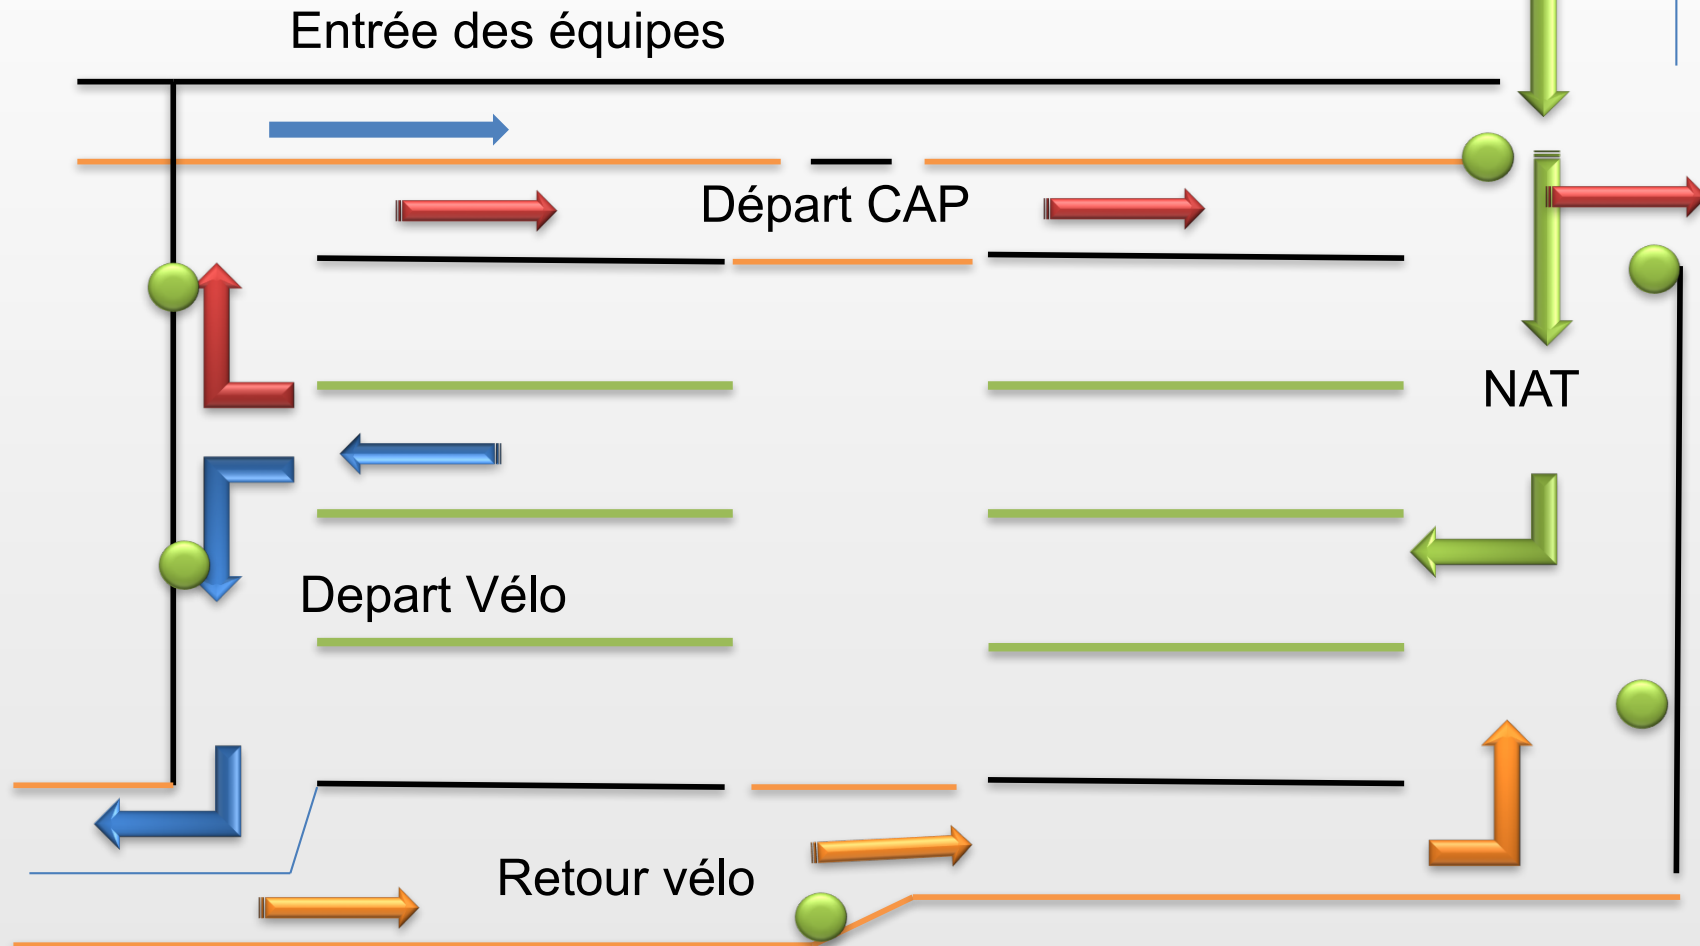 Entrée des équipes
Départ CAP
NAT
Depart Vélo
Retour vélo